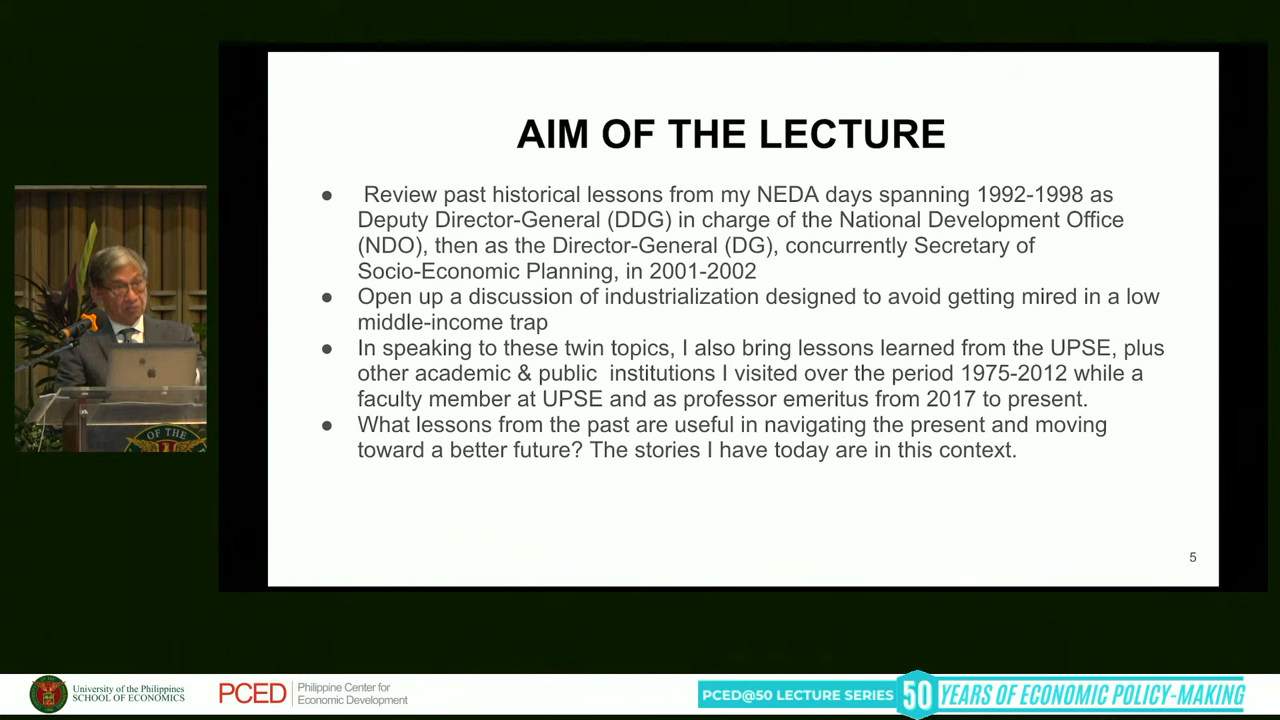 AIM OF THE LECTURE
● Review past historical lessons from my NEDA days spanning 1992-1998 as
Deputy Director-General (DDG) in charge of the National Development Office
(NDO), then as the Director-General (DG), concurrently Secretary of
Socio-Economic Planning, in 2001-2002
● Open up a discussion of industrialization designed to avoid getting mired in a low
middle-income trap
● In speaking to these twin topics, I also bring lessons learned from the UPSE, plus
other academic & public institutions I visited over the period 1975-2012 while a
faculty member at UPSE and as professor emeritus from 2017 to present.
● What lessons from the past are useful in navigating the present and moving
toward a better future? The stories I have today are in this context.
5
OF THE
University of the Philippines
SCHOOL OF ECONOMICS
PCED
Philippine Center for
Economic Development
PCED@50 LECTURE SERIES
50 YEARS OF ECONOMIC POLICY-MAKING